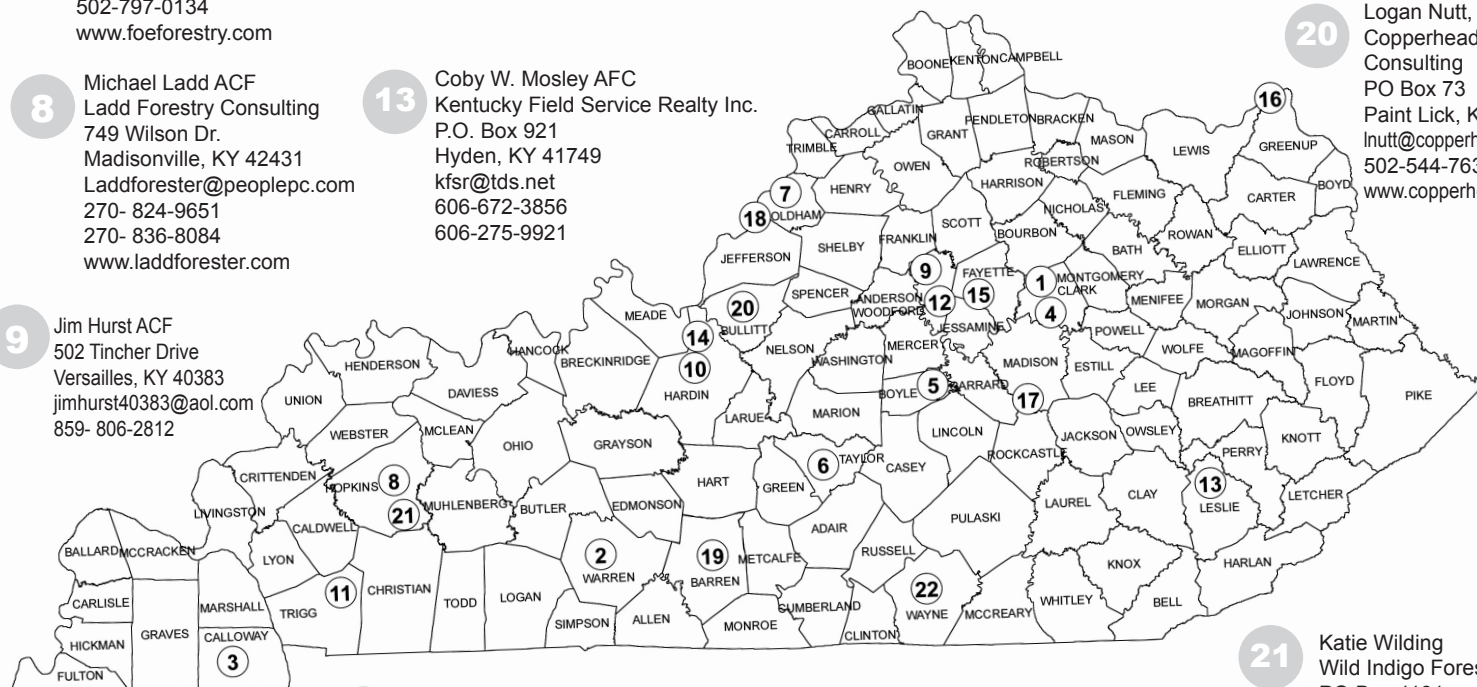 502-797-0134
www.foeforestry.com
8
Michael Ladd ACF
Ladd Forestry Consulting
749 Wilson Dr.
Madisonville, KY 42431
Laddforester@peoplepc.com
270- 824-9651
270- 836-8084
www.laddforester.com
9
Jim Hurst ACF
502 Tincher Drive
Versailles, KY 40383
jimhurst40383@aol.com
859- 806-2812
13
Coby W. Mosley AFC
Kentucky Field Service Realty Inc.
P.O. Box 921
Hyden, KY 41749
kfsr@tds.net
606-672-3856
606-275-9921
20
Logan Nutt,
Copperhead
Consulting
PO Box 73
Paint Lick, K
lnutt@copperh
502-544-763
www.copperh
BOONE
KENTON
CAMPBELL
GALLATIN
CARROLL
TRIMBLE
GRANT
PENDLETON
BRACKEN
MASON
LEWIS
16
GREENUP
OWEN
ROBERTSON
HENRY
HARRISON
FLEMING
CARTER
BOYD
7
18
OLDHAM
NICHOLAS
SCOTT
ROWAN
SHELBY
FRANKLIN
BOURBON
BATH
ELLIOTT
JEFFERSON
LAWRENCE
9
FAYETTE
1
MONTGOMERY
CLARK
SPENCER
ANDERSON
12
15
MENIFEE
MORGAN
20
BULLITT
WOODFORD
4
JOHNSON
MARTIN
MEADE
14
JESSAMINE
POWELL
NELSON
WASHINGTON
MERCER
WOLFE
MAGOFFIN
HANCOCK
BRECKINRIDGE
10
HARDIN
MADISON
ESTILL
HENDERSON
DAVIESS
BOYLE
5
GARRARD
LEE
FLOYD
UNION
17
BREATHITT
PIKE
LARUE
MARION
WEBSTER
MCLEAN
OHIO
GRAYSON
LINCOLN
JACKSON
OWSLEY
KNOTT
ROCKCASTLE
PERRY
6
TAYLOR
CASEY
CRITTENDEN
HOPKINS
8
HART
GREEN
13
LESLIE
LETCHER
LIVINGSTON
21
MUHLENBERG
BUTLER
EDMONSON
LAUREL
CLAY
CALDWELL
ADAIR
PULASKI
BALLARD
MCCRACKEN
LYON
2
WARREN
19
BARREN
METCALFE
RUSSELL
KNOX
HARLAN
CARLISLE
MARSHALL
11
TRIGG
CHRISTIAN
TODD
LOGAN
22
WAYNE
WHITLEY
BELL
HICKMAN
GRAVES
CALLOWAY
3
SIMPSON
ALLEN
MONROE
CUMBERLAND
CLINTON
MCCREARY
FULTON
21
Katie Wilding
Wild Indigo Fores